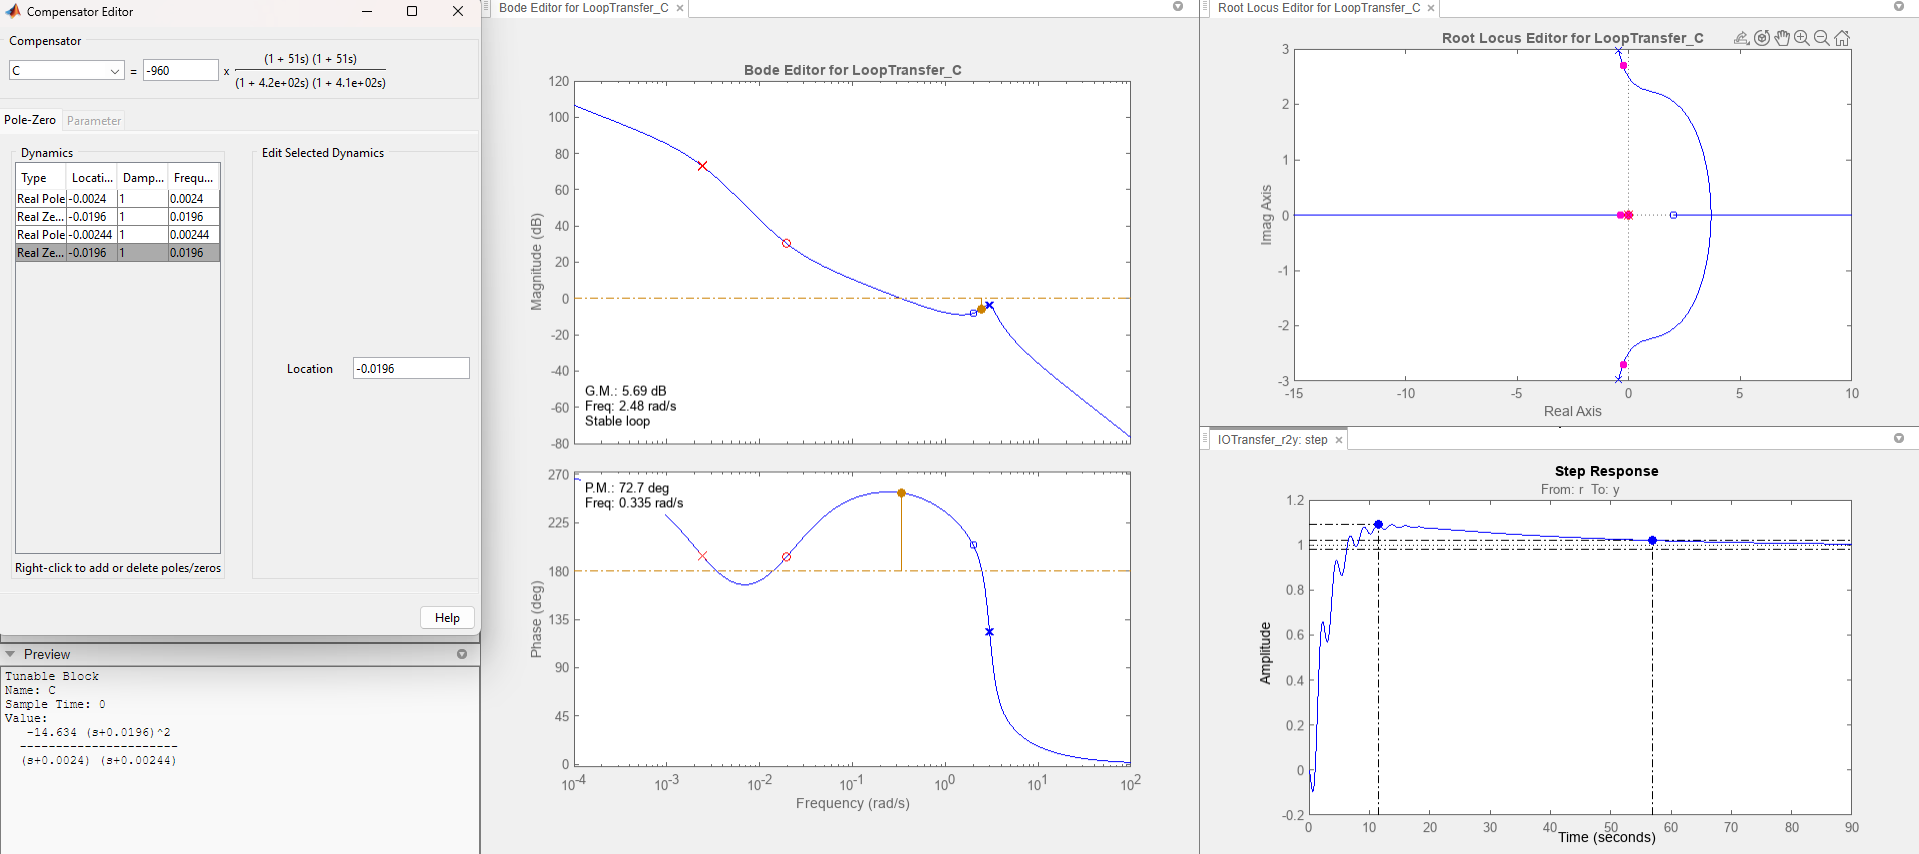 Compensator Editor
Compensator
C = -960 x (1 + 51s) (1 + 51s)
(1 + 4.2e+02s) (1 + 4.1e+02s)
Pole-Zero Parameter
Dynamics
Type Locati... Damp... Frequ...
Real Pole -0.0024 1 0.0024
Real Ze... -0.0196 1 0.0196
Real Pole -0.00244 1 0.00244
Real Ze... -0.0196 1 0.0196
Right-click to add or delete poles/zeros
Edit Selected Dynamics
Location -0.0196
Help
Preview
Tunable Block
Name: C
Sample Time: 0
Value:
-14.634 (s+0.0196)^2
----------------------
(s+0.0024) (s+0.00244)
Bode Editor for LoopTransfer_C
Bode Editor for LoopTransfer_C
Magnitude (dB)
120
100
80
60
40
20
0
-20
-40
-60
-80
G.M.: 5.69 dB
Freq: 2.48 rad/s
Stable loop
Phase (deg)
270
225
180
135
90
45
0
P.M.: 72.7 deg
Freq: 0.335 rad/s
10-4 10-3 10-2 10-1 100 101 102
Frequency (rad/s)
Root Locus Editor for LoopTransfer_C
Root Locus Editor for LoopTransfer_C
Imag Axis
3
2
1
0
-1
-2
-3
-15 -10 -5 0 5 10
Real Axis
IOTransfer_r2y: step
Step Response
From: r To: y
Amplitude
1.2
1
0.8
0.6
0.4
0.2
0
-0.2
0 10 20 30 40 50 60 70 80 90
Time (seconds)